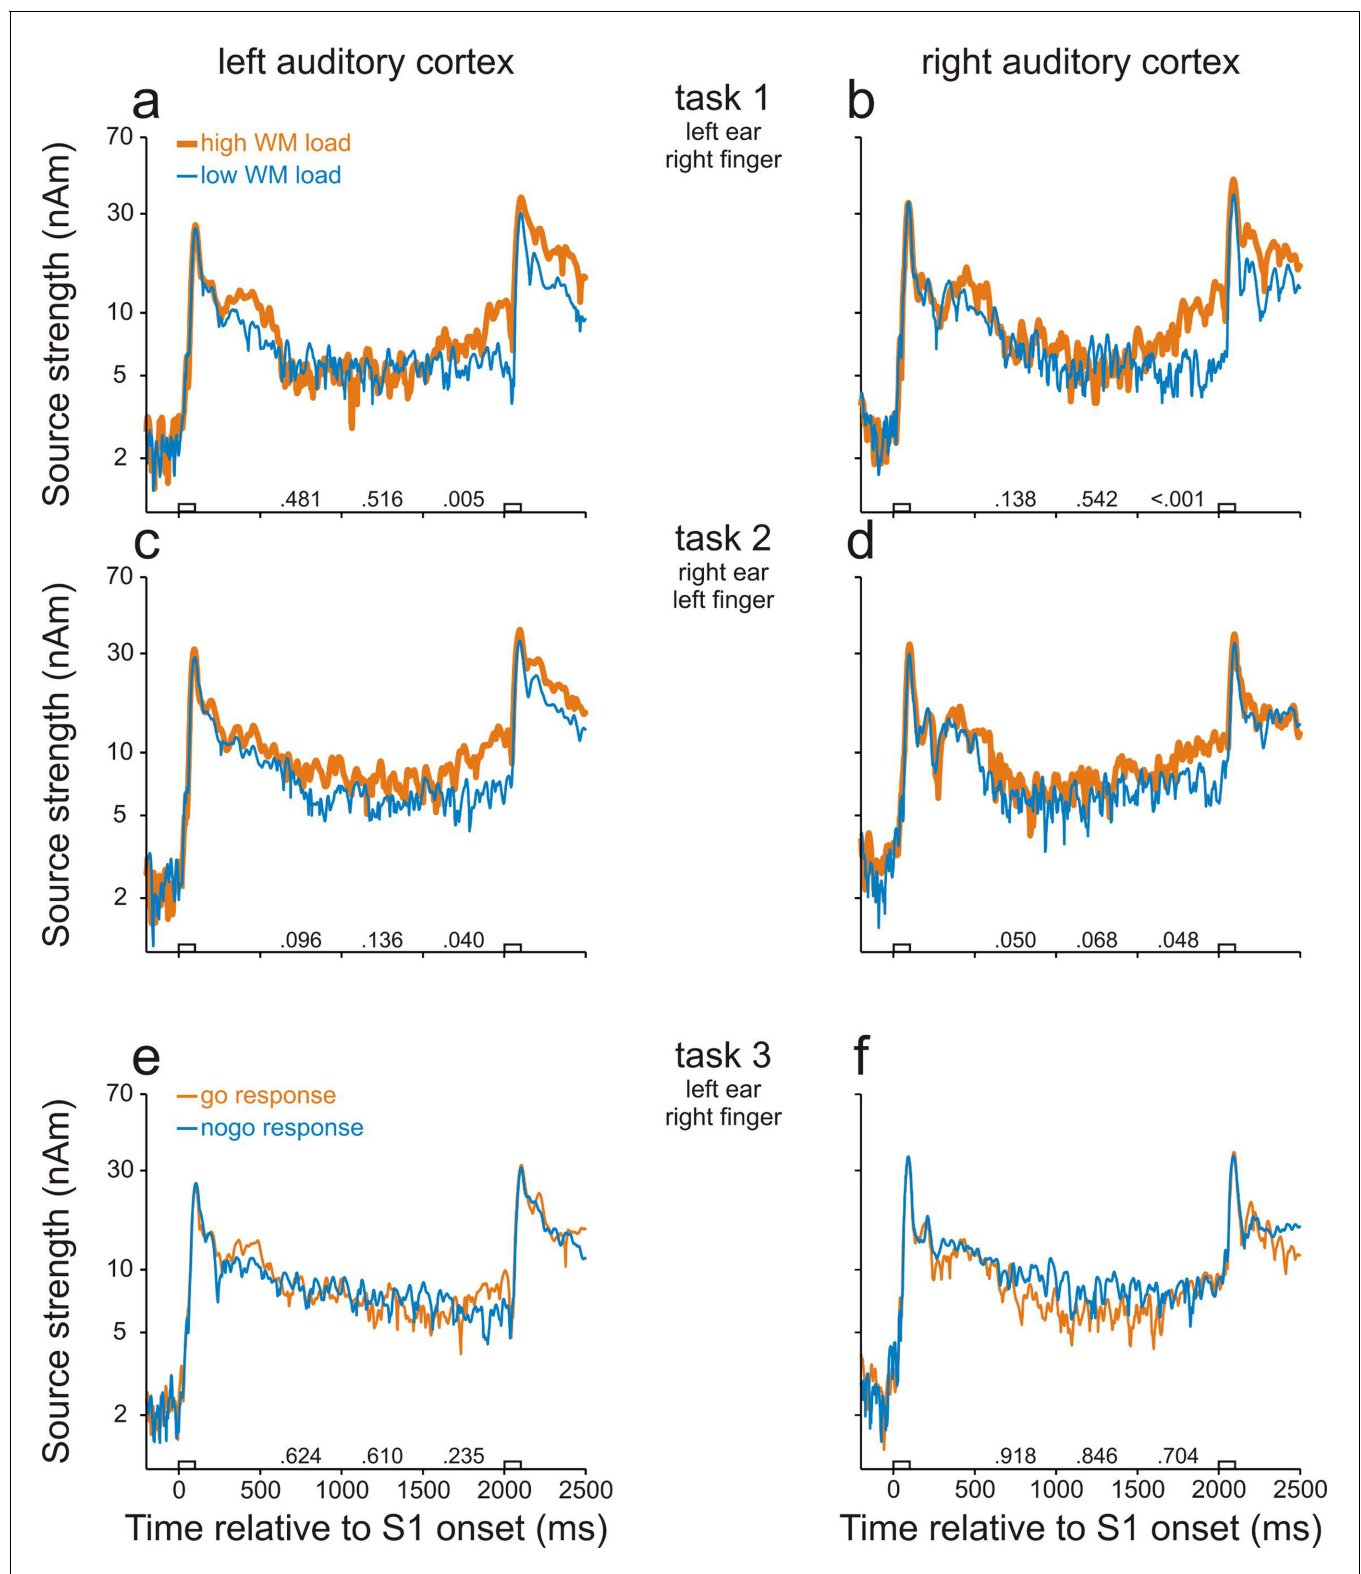 left auditory cortex
right auditory cortex
a
task 1
left ear
right finger
b
high WM load
low WM load
Source strength (nAm)
70
30
10
5
2
.481 .516 .005
.138 .542 <.001
c
task 2
right ear
left finger
d
Source strength (nAm)
70
30
10
5
2
.096 .136 .040
.050 .068 .048
e
task 3
left ear
right finger
f
go response
nogo response
Source strength (nAm)
70
30
10
5
2
.624 .610 .235
.918 .846 .704
0 500 1000 1500 2000 2500
0 500 1000 1500 2000 2500
Time relative to S1 onset (ms)
Time relative to S1 onset (ms)